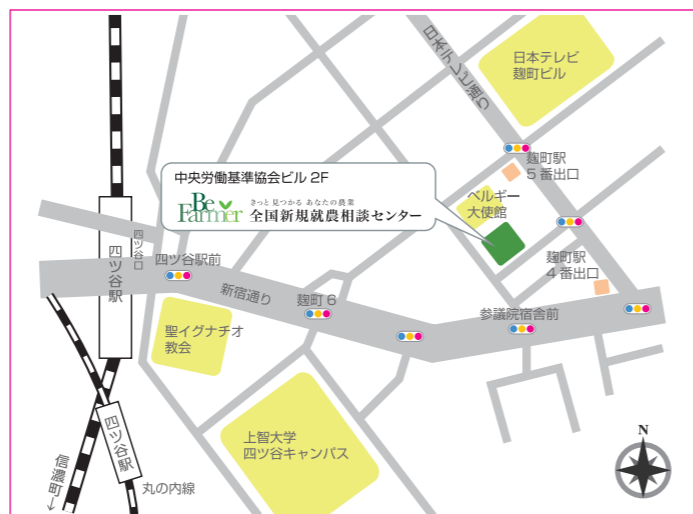 日本テレビ通り
日本テレビ
麹町ビル
麹町駅
5番出口
中央労働基準協会ビル 2F
Be Farmer
きっと見つかる あなたの農業
全国新規就農相談センター
ベルギー
大使館
四ツ谷口
四ツ谷駅
四ツ谷駅前
新宿通り
麹町6
麹町駅
4番出口
参議院宿舎前
聖イグナチオ
教会
上智大学
四ツ谷キャンパス
四ツ谷駅
信濃町→
丸の内線
N